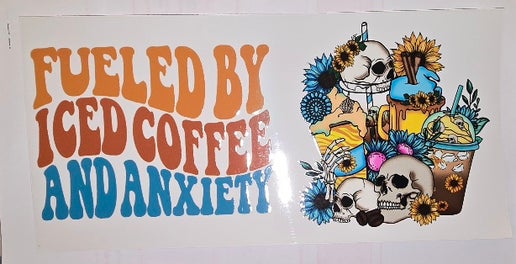 FUELED BY
ICED COFFEE
AND ANXIETY